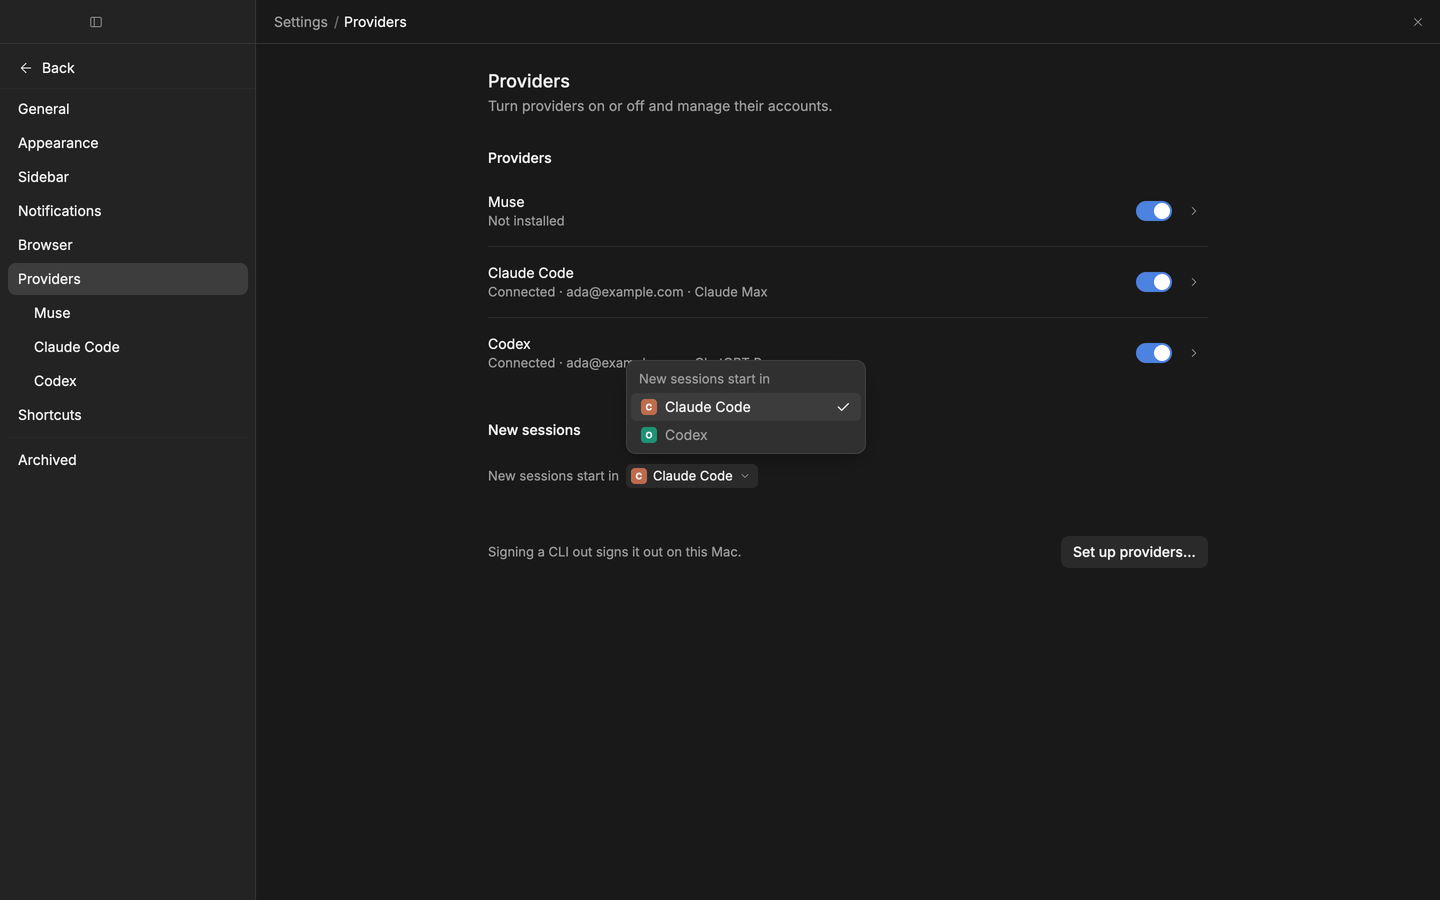 Settings / Providers
Back
General
Appearance
Sidebar
Notifications
Browser
Providers
Muse
Claude Code
Codex
Shortcuts
Archived
Providers
Turn providers on or off and manage their accounts.
Providers
Muse
Not installed
Claude Code
Connected · ada@example.com · Claude Max
Codex
Connected ·
New sessions start in
C Claude Code
O Codex
New sessions
New sessions start in C Claude Code
Signing a CLI out signs it out on this Mac.
Set up providers...